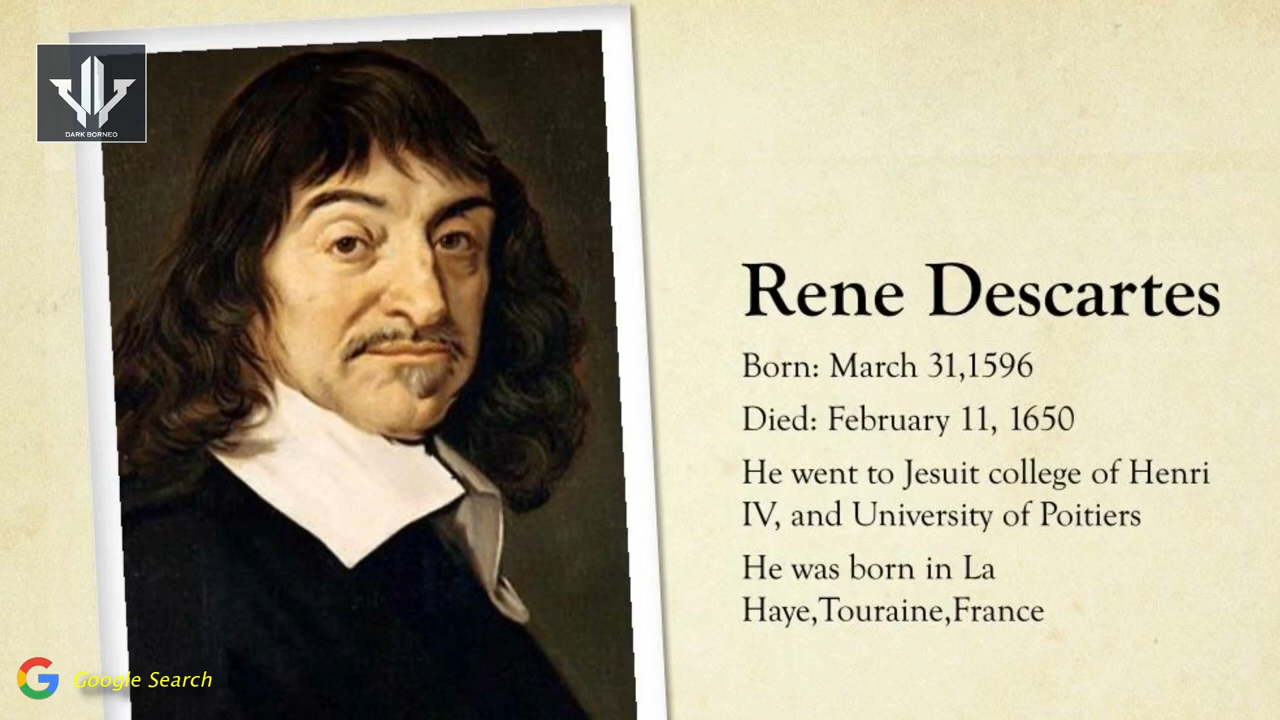 DARK BORNEO
Rene Descartes
Born: March 31,1596
Died: February 11, 1650
He went to Jesuit college of Henri
IV, and University of Poitiers
He was born in La
Haye,Touraine,France
Google Search